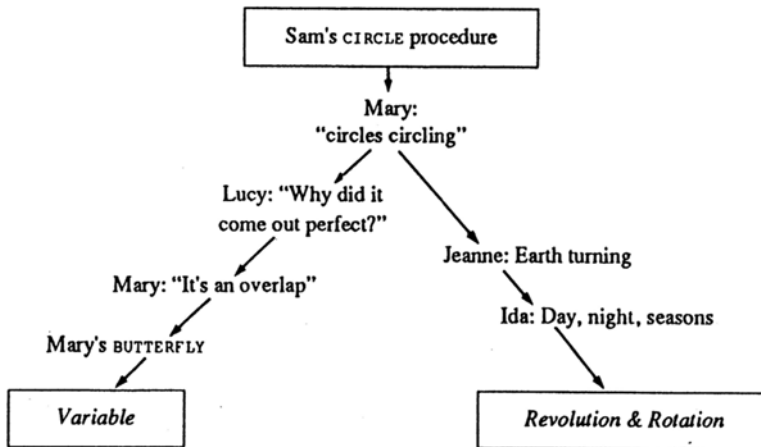 Sam's CIRCLE procedure
Mary:
“circles circling”
Lucy: “Why did it
come out perfect?”
Jeanne: Earth turning
Mary: “It's an overlap”
Ida: Day, night, seasons
Mary's BUTTERFLY
Variable
Revolution & Rotation